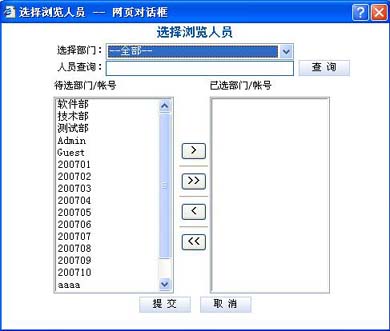 选择浏览人员 -- 网页对话框
选择浏览人员
选择部门： --全部--
人员查询： 查 询
待选部门/帐号 已选部门/帐号
软件部
技术部
测试部
Admin
Guest
200701
200702
200703
200704
200705
200706
200707
200708
200709
200710
aaaa
>
>>
<
<<
提 交 取 消